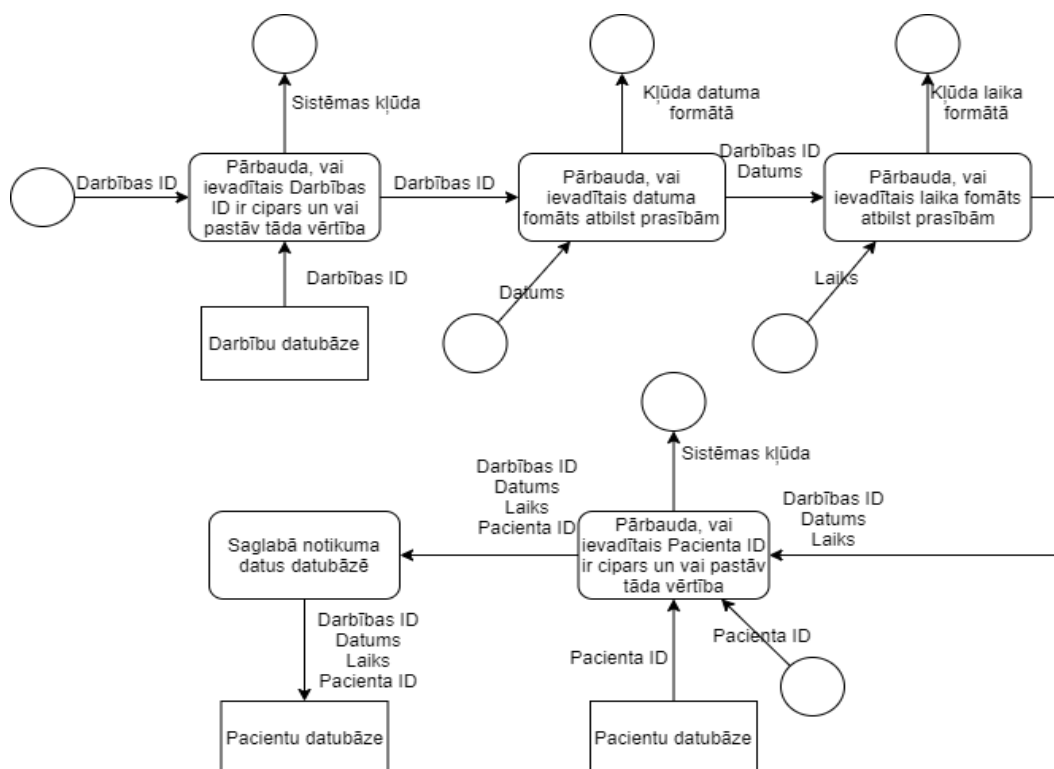 Sistēmas kļūda
Kļūda datuma
formātā
Kļūda laika
formātā
Darbības ID
Pārbauda, vai
ievadītais Darbības
ID ir cipars un vai
pastāv tāda vērtība
Darbības ID
Pārbauda, vai
ievadītais datuma
fomāts atbilst prasībām
Darbības ID
Datums
Pārbauda, vai
ievadītais laika fomāts
atbilst prasībām
Darbības ID
Datums
Laiks
Darbību datubāze
Sistēmas kļūda
Darbības ID
Datums
Laiks
Pacienta ID
Darbības ID
Datums
Laiks
Saglabā notikuma
datus datubāzē
Pārbauda, vai
ievadītais Pacienta ID
ir cipars un vai pastāv
tāda vērtība
Darbības ID
Datums
Laiks
Pacienta ID
Pacienta ID
Pacienta ID
Pacientu datubāze
Pacientu datubāze